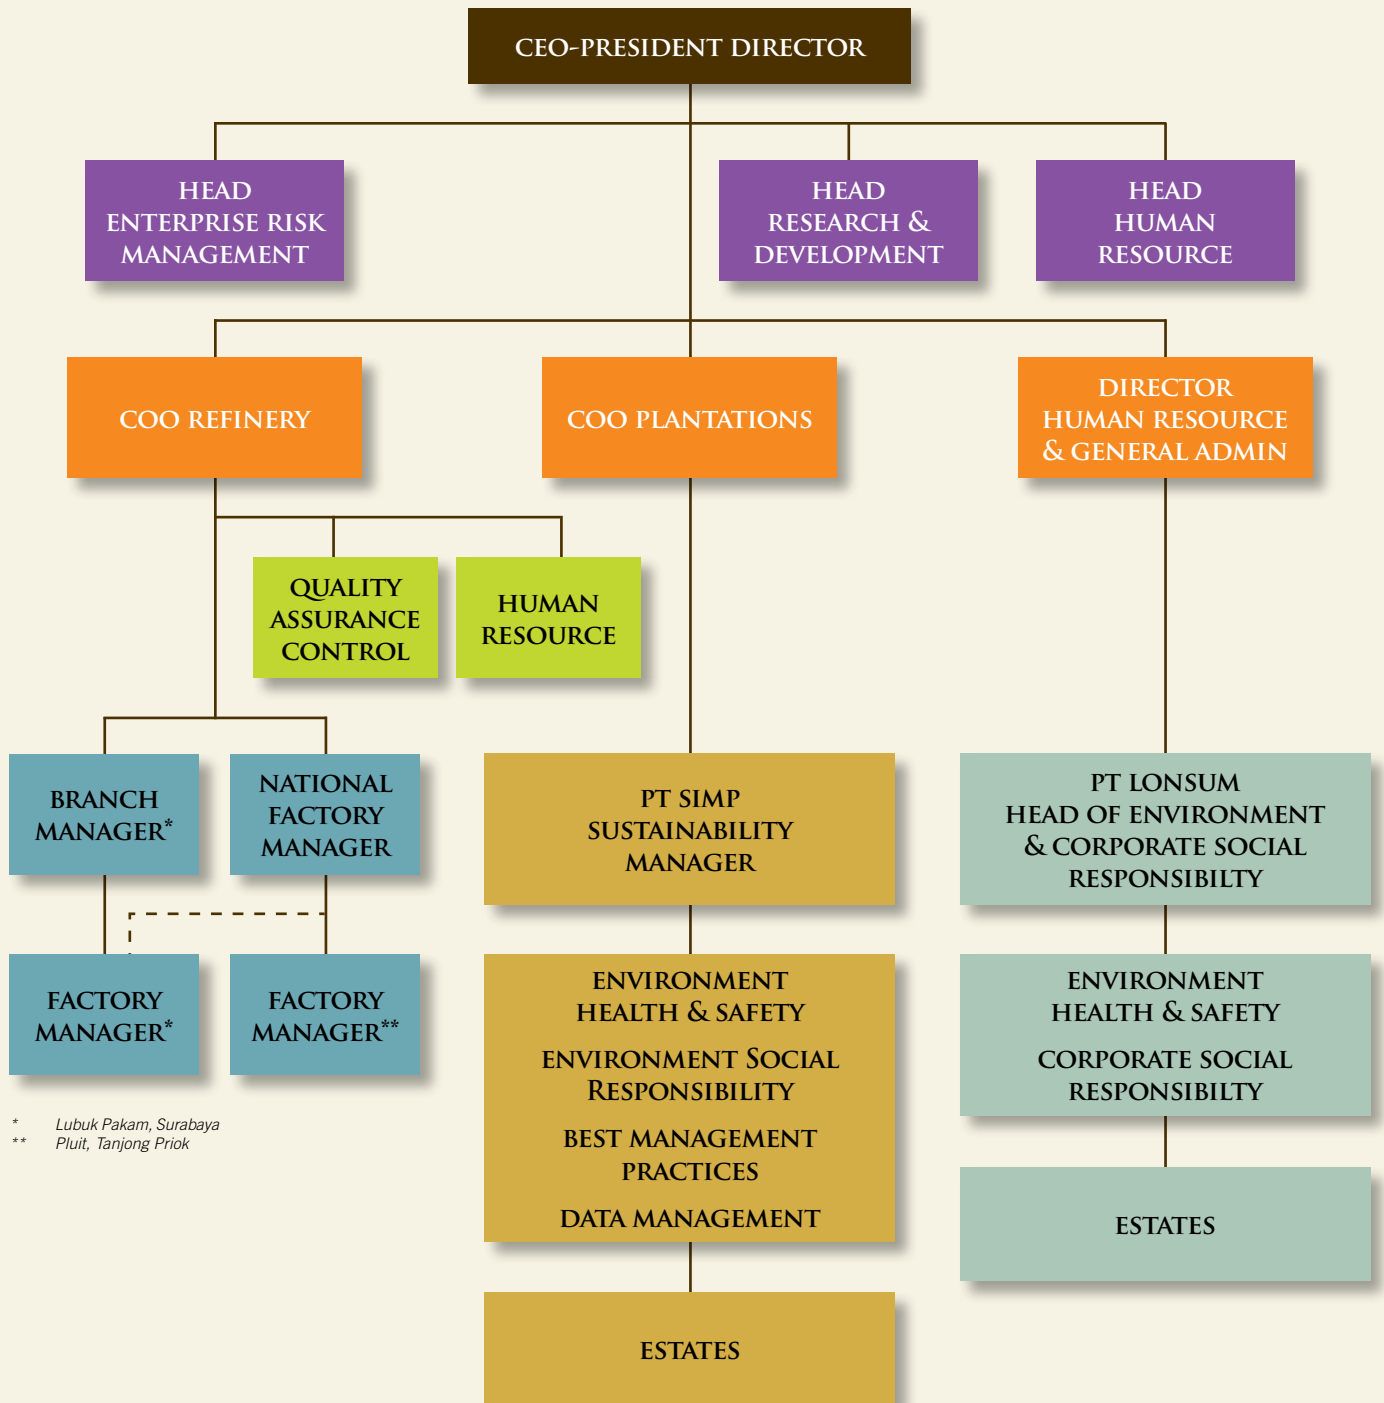 CEO-PRESIDENT DIRECTOR
HEAD
ENTERPRISE RISK
MANAGEMENT
HEAD
RESEARCH &
DEVELOPMENT
HEAD
HUMAN
RESOURCE
COO REFINERY
COO PLANTATIONS
DIRECTOR
HUMAN RESOURCE
& GENERAL ADMIN
QUALITY
ASSURANCE
CONTROL
HUMAN
RESOURCE
BRANCH
MANAGER*
NATIONAL
FACTORY
MANAGER
PT SIMP
SUSTAINABILITY
MANAGER
PT LONSUM
HEAD OF ENVIRONMENT
& CORPORATE SOCIAL
RESPONSIBILTY
FACTORY
MANAGER*
FACTORY
MANAGER**
ENVIRONMENT
HEALTH & SAFETY
ENVIRONMENT SOCIAL
RESPONSIBILITY
BEST MANAGEMENT
PRACTICES
DATA MANAGEMENT
ENVIRONMENT
HEALTH & SAFETY
CORPORATE SOCIAL
RESPONSIBILTY
* Lubuk Pakam, Surabaya
** Pluit, Tanjong Priok
ESTATES
ESTATES